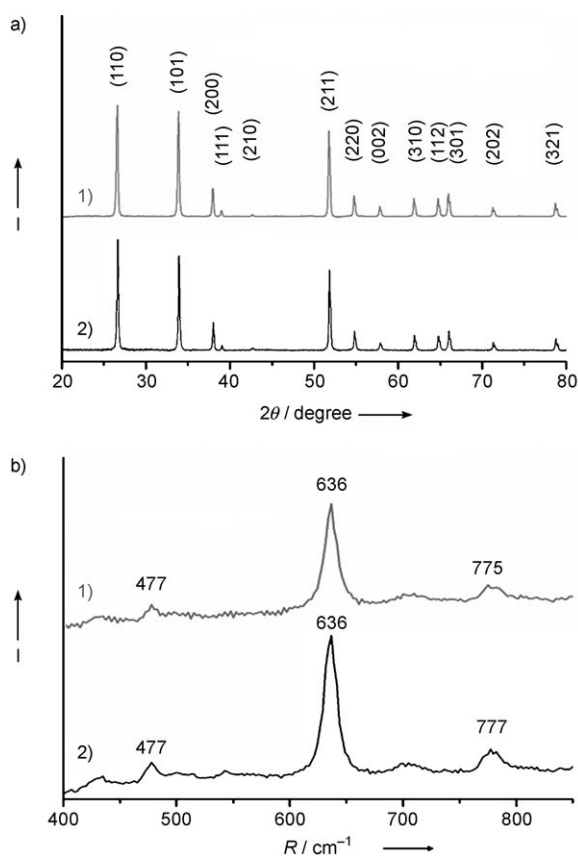 a)
(110)
(101)
(200)
(111)
(210)
(211)
(220)
(002)
(310)
(112)
(301)
(202)
(321)
I
1)
2)
20 30 40 50 60 70 80
2θ / degree
b)
636
477
775
1)
I
636
477
777
2)
400 500 600 700 800
R / cm⁻¹